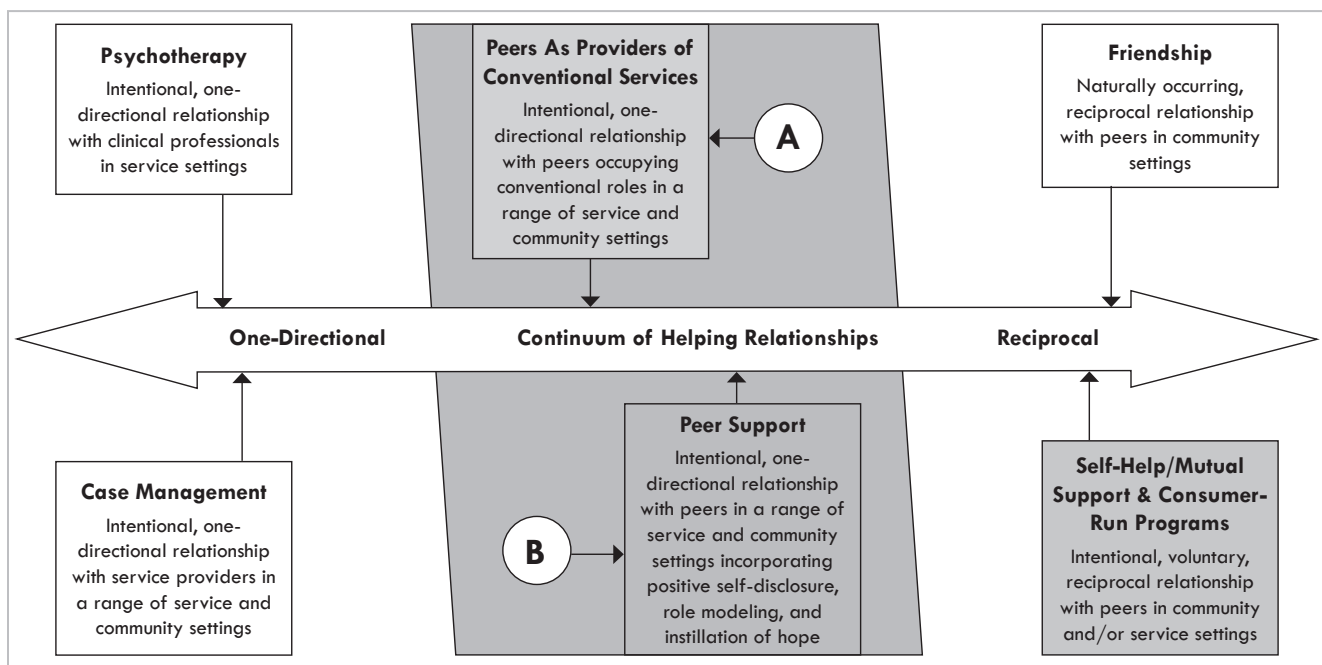 Psychotherapy
Intentional, one-
directional relationship
with clinical professionals
in service settings
Peers As Providers of
Conventional Services
Intentional, one-
directional relationship
with peers occupying
conventional roles in a
range of service and
community settings
A
Friendship
Naturally occurring,
reciprocal relationship
with peers in community
settings
One-Directional
Continuum of Helping Relationships
Reciprocal
Case Management
Intentional, one-
directional relationship
with service providers in
a range of service and
community settings
B
Peer Support
Intentional, one-
directional relationship
with peers in a range of
service and community
settings incorporating
positive self-disclosure,
role modeling, and
instillation of hope
Self-Help/Mutual
Support & Consumer-
Run Programs
Intentional, voluntary,
reciprocal relationship
with peers in community
and/or service settings